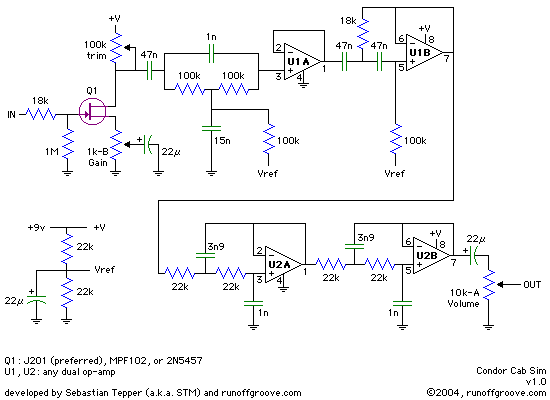 +V
18k
+V
100k
trim
47n
1n
47n
47n
6
8
U1B
7
2
U1A
1
5
Q1
100k
100k
3
4
IN
18k
15n
100k
100k
1M
1k-B
Gain
22µ
Vref
Vref
+9v
+V
22k
Vref
22µ
22k
3n9
2
U2A
1
3
4
3n9
+V
6
8
U2B
7
5
22µ
22k
22k
22k
22k
1n
1n
10k-A
Volume
OUT
Q1 : J201 (preferred), MPF102, or 2N5457
U1, U2: any dual op-amp
developed by Sebastian Tepper (a.k.a. STM) and runoffgroove.com
Condor Cab Sim
v1.0
©2004, runoffgroove.com